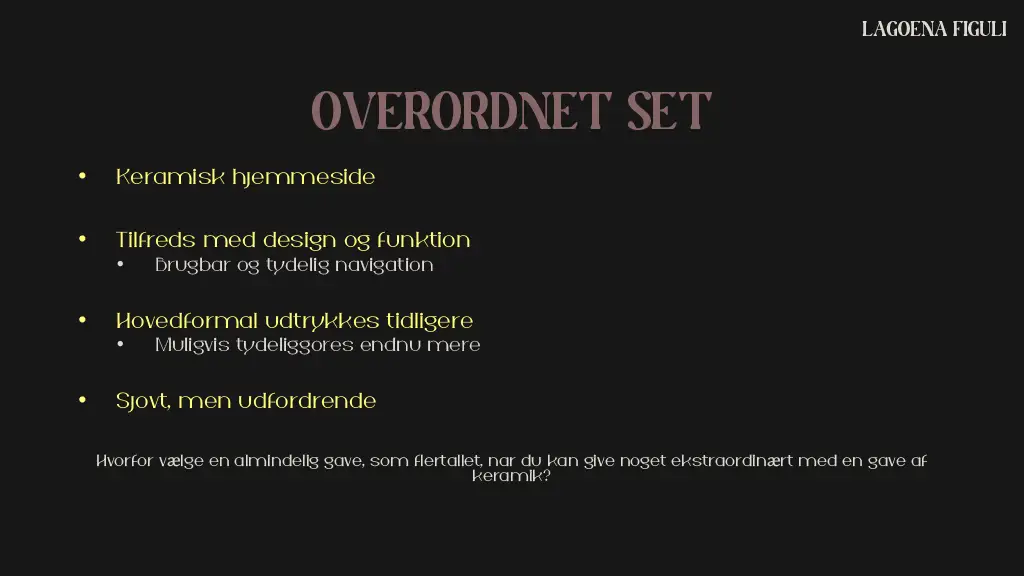 LAGOENA FIGULI
OVERORDNET SET
• Keramisk hjemmeside
• Tilfreds med design og funktion
• Brugbar og tydelig navigation
• Hovedformal udtrykkes tidligere
• Muligvis tydeliggores endnu mere
• Sjovt, men udfordrende
Hvorfor vælge en almindelig gave, som flertallet, nar du kan give noget ekstraordinært med en gave af
keramik?